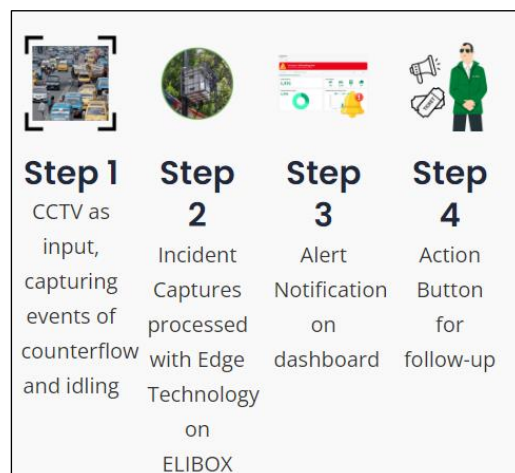 Step 1
CCTV as
input,
capturing
events of
counterflow
and idling
Step
2
Incident
Captures
processed
with Edge
Technology
on
ELIBOX
Step
3
Alert
Notification
on
dashboard
Step
4
Action
Button
for
follow-up